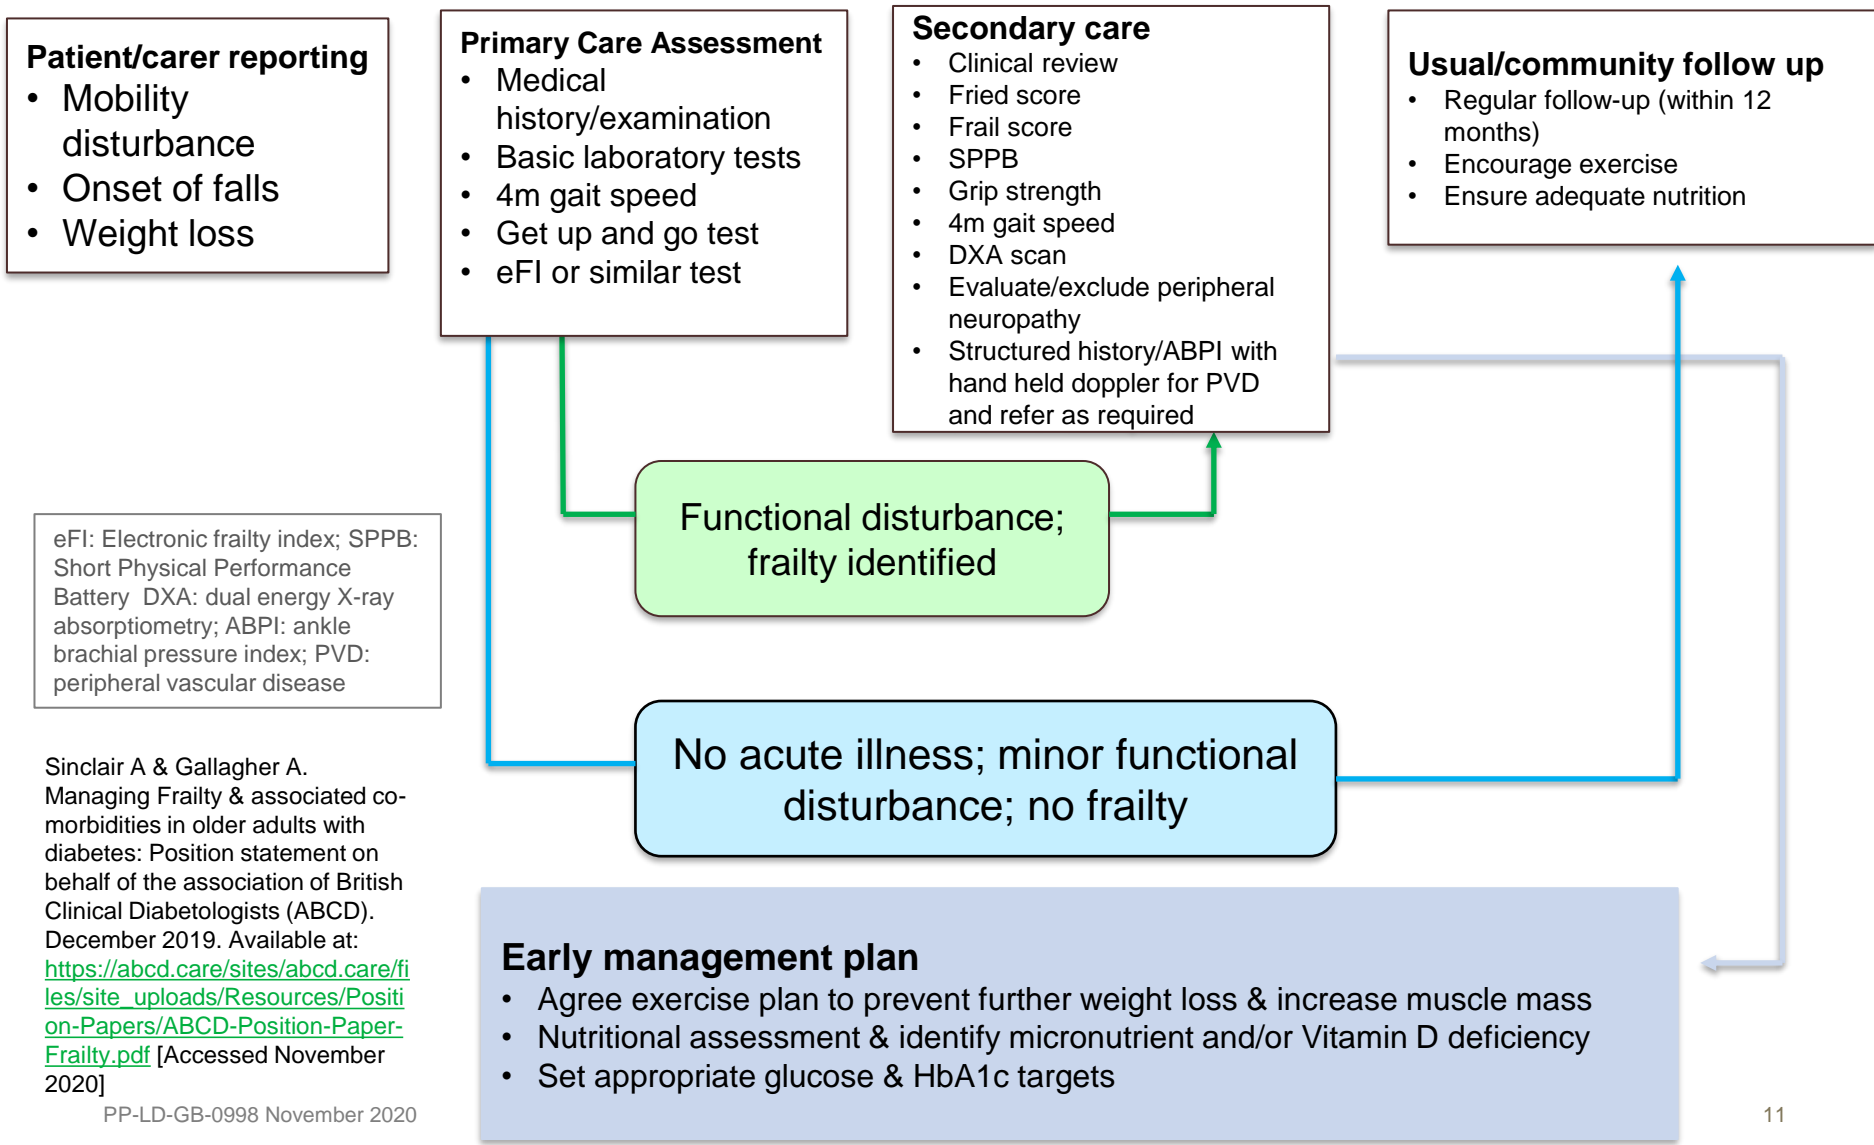 Patient/carer reporting
• Mobility
disturbance
• Onset of falls
• Weight loss
Primary Care Assessment
• Medical
history/examination
• Basic laboratory tests
• 4m gait speed
• Get up and go test
• eFI or similar test
Secondary care
• Clinical review
• Fried score
• Frail score
• SPPB
• Grip strength
• 4m gait speed
• DXA scan
• Evaluate/exclude peripheral
neuropathy
• Structured history/ABPI with
hand held doppler for PVD
and refer as required
Usual/community follow up
• Regular follow-up (within 12
months)
• Encourage exercise
• Ensure adequate nutrition
Functional disturbance;
frailty identified
eFI: Electronic frailty index; SPPB:
Short Physical Performance
Battery  DXA: dual energy X-ray
absorptiometry; ABPI: ankle
brachial pressure index; PVD:
peripheral vascular disease
No acute illness; minor functional
disturbance; no frailty
Sinclair A & Gallagher A.
Managing Frailty & associated co-
morbidities in older adults with
diabetes: Position statement on
behalf of the association of British
Clinical Diabetologists (ABCD).
December 2019. Available at:
https://abcd.care/sites/abcd.care/fi
les/site_uploads/Resources/Positi
on-Papers/ABCD-Position-Paper-
Frailty.pdf [Accessed November
2020]
Early management plan
• Agree exercise plan to prevent further weight loss & increase muscle mass
• Nutritional assessment & identify micronutrient and/or Vitamin D deficiency
• Set appropriate glucose & HbA1c targets
PP-LD-GB-0998 November 2020
11